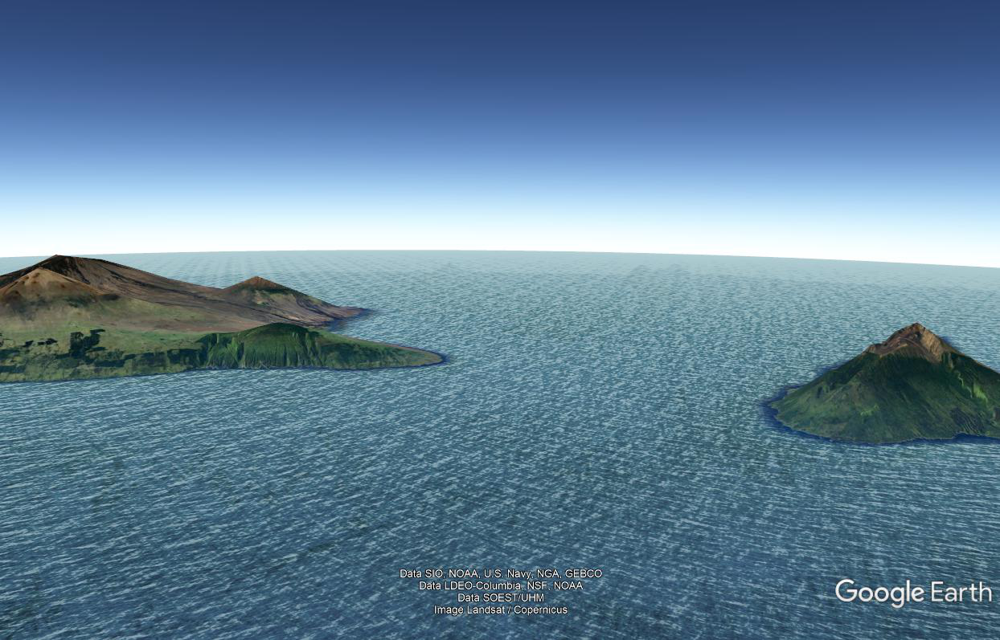 Data SIO, NOAA, U.S. Navy, NGA, GEBCO
Data LDEO-Columbia, NSF, NOAA
Data SOEST/UHM
Image Landsat / Copernicus
Google Earth